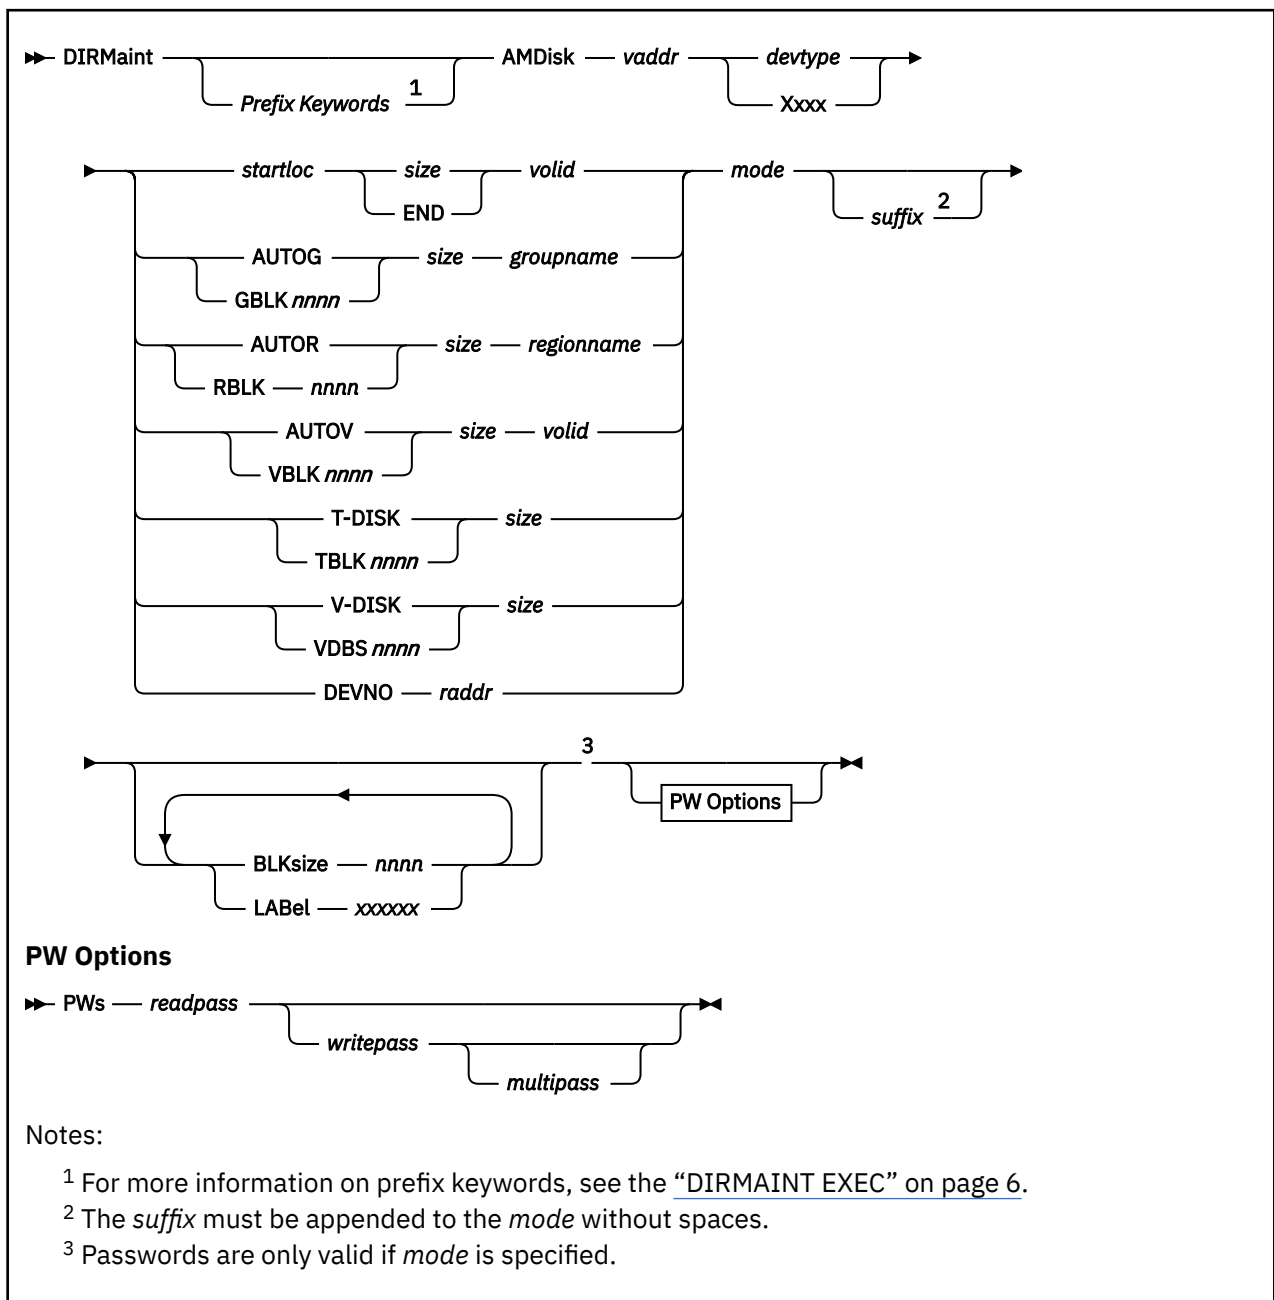 DIRMaint AMDisk vaddr devtype
Prefix Keywords 1 Xxxx
startloc size volid mode
END suffix 2
AUTOG size groupname
GBLK nnnn
AUTOR size regionname
RBLK nnnn
AUTOV size volid
VBLK nnnn
T-DISK size
TBLK nnnn
V-DISK size
VDBS nnnn
DEVNO raddr
3
PW Options
BLKsize nnnn
LABel xxxxxx
PW Options
PWs readpass
writepass
multipass
Notes:
1 For more information on prefix keywords, see the “DIRMAINT EXEC” on page 6.
2 The suffix must be appended to the mode without spaces.
3 Passwords are only valid if mode is specified.